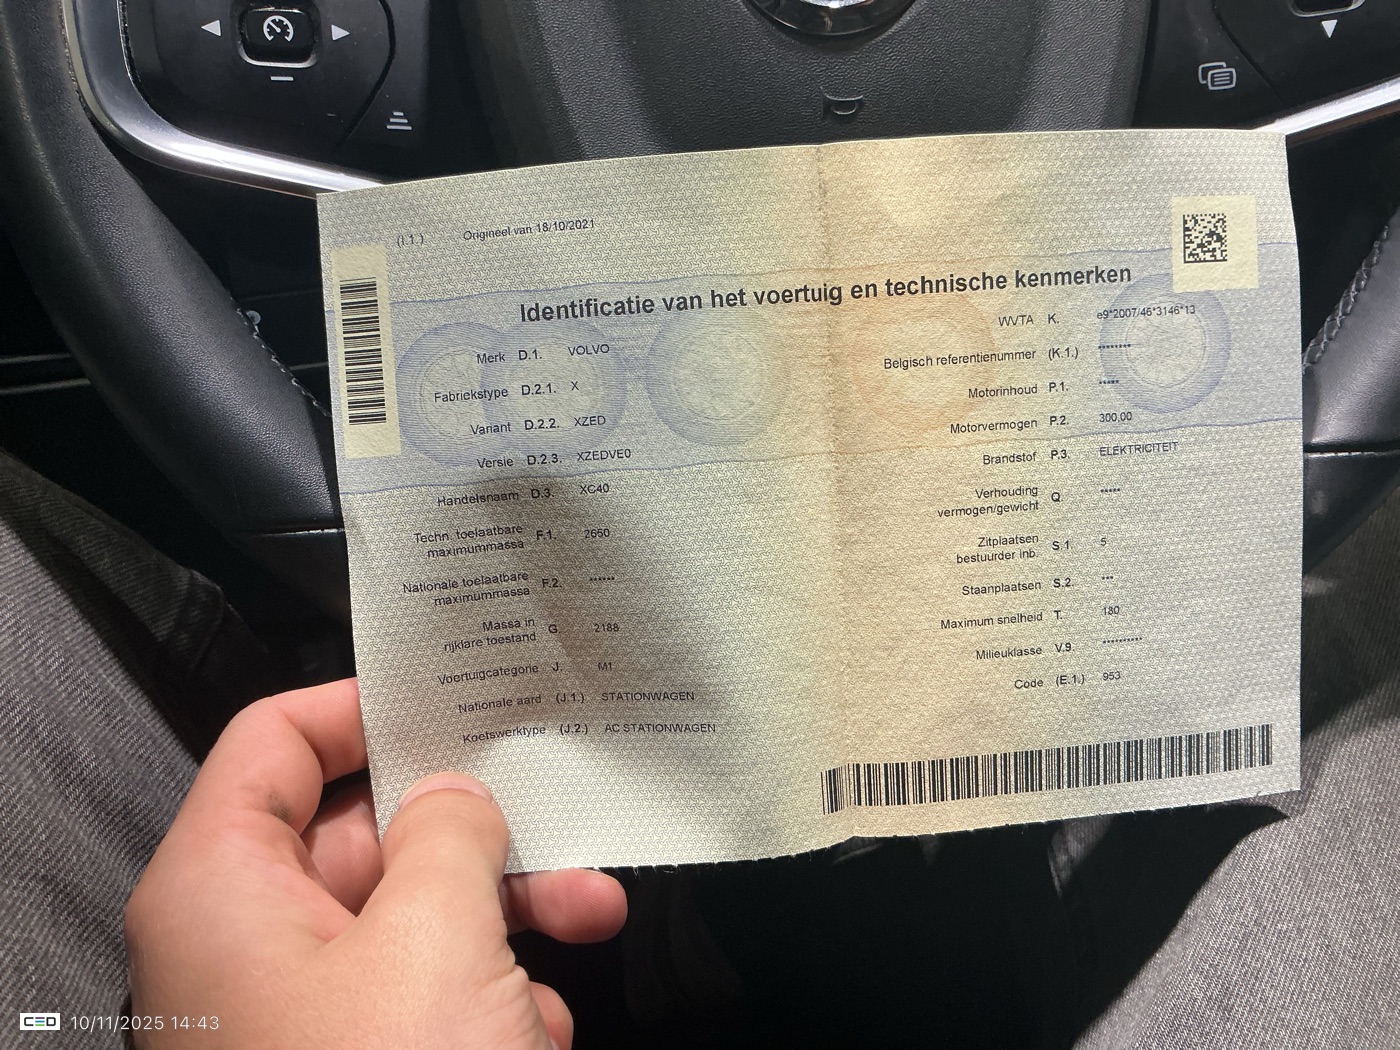 (I.1.) Origineel van 18/10/2021
Identificatie van het voertuig en technische kenmerken
Merk D.1. VOLVO
Fabriekstype D.2.1. X
Variant D.2.2. XZED
Versie D.2.3. XZEDVE0
Handelsnaam D.3. XC40
Techn. toelaatbare
maximummassa F.1. 2650
Nationale toelaatbare
maximummassa F.2. ******
Massa in
rijklare toestand G. 2188
Voertuigcategorie J. M1
Nationale aard (J.1.) STATIONWAGEN
Koetswerktype (J.2.) AC STATIONWAGEN
WVTA K. e9*2007/46*3146*13
Belgisch referentienummer (K.1.) ********
Motorinhoud P.1. *****
Motorvermogen P.2. 300,00
Brandstof P.3. ELEKTRICITEIT
Verhouding
vermogen/gewicht Q. *****
Zitplaatsen
bestuurder inb. S.1. 5
Staanplaatsen S.2. ***
Maximum snelheid T. 180
Milieuklasse V.9. **********
Code (E.1.) 953
CED 10/11/2025 14:43